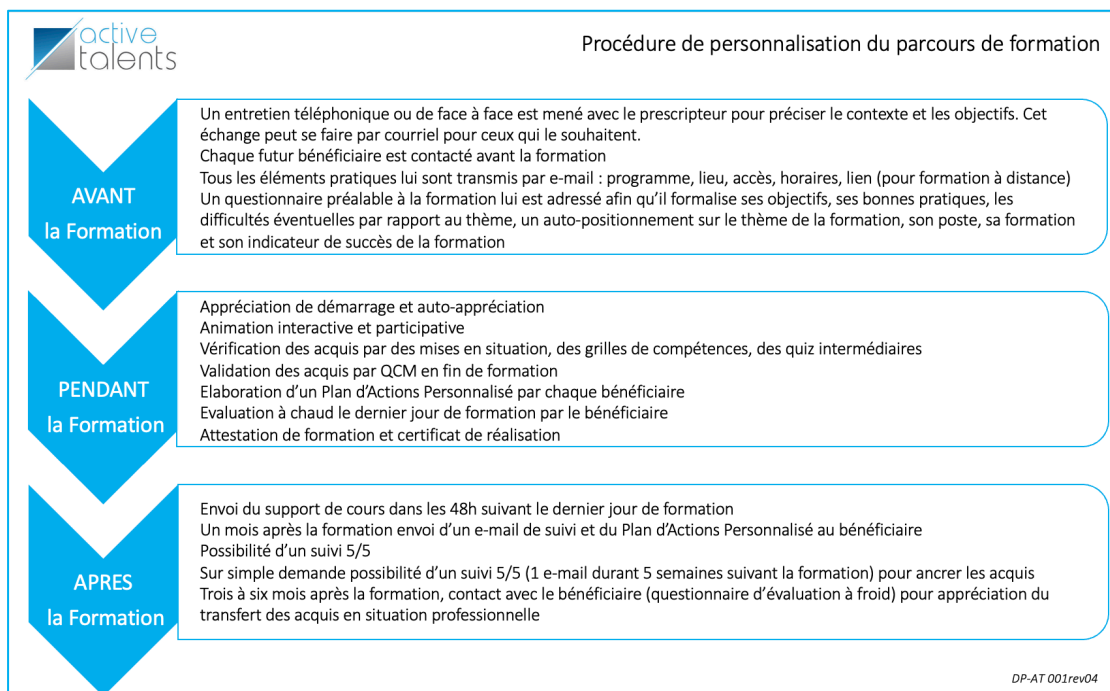 active
talents
Procédure de personnalisation du parcours de formation
AVANT
la Formation
Un entretien téléphonique ou de face à face est mené avec le prescripteur pour préciser le contexte et les objectifs. Cet
échange peut se faire par courriel pour ceux qui le souhaitent.
Chaque futur bénéficiaire est contacté avant la formation
Tous les éléments pratiques lui sont transmis par e-mail : programme, lieu, accès, horaires, lien (pour formation à distance)
Un questionnaire préalable à la formation lui est adressé afin qu'il formalise ses objectifs, ses bonnes pratiques, les
difficultés éventuelles par rapport au thème, un auto-positionnement sur le thème de la formation, son poste, sa formation
et son indicateur de succès de la formation
PENDANT
la Formation
Appréciation de démarrage et auto-appréciation
Animation interactive et participative
Vérification des acquis par des mises en situation, des grilles de compétences, des quiz intermédiaires
Validation des acquis par QCM en fin de formation
Elaboration d'un Plan d'Actions Personnalisé par chaque bénéficiaire
Evaluation à chaud le dernier jour de formation par le bénéficiaire
Attestation de formation et certificat de réalisation
APRES
la Formation
Envoi du support de cours dans les 48h suivant le dernier jour de formation
Un mois après la formation envoi d'un e-mail de suivi et du Plan d'Actions Personnalisé au bénéficiaire
Possibilité d'un suivi 5/5
Sur simple demande possibilité d'un suivi 5/5 (1 e-mail durant 5 semaines suivant la formation) pour ancrer les acquis
Trois à six mois après la formation, contact avec le bénéficiaire (questionnaire d'évaluation à froid) pour appréciation du
transfert des acquis en situation professionnelle
DP-AT 001rev04